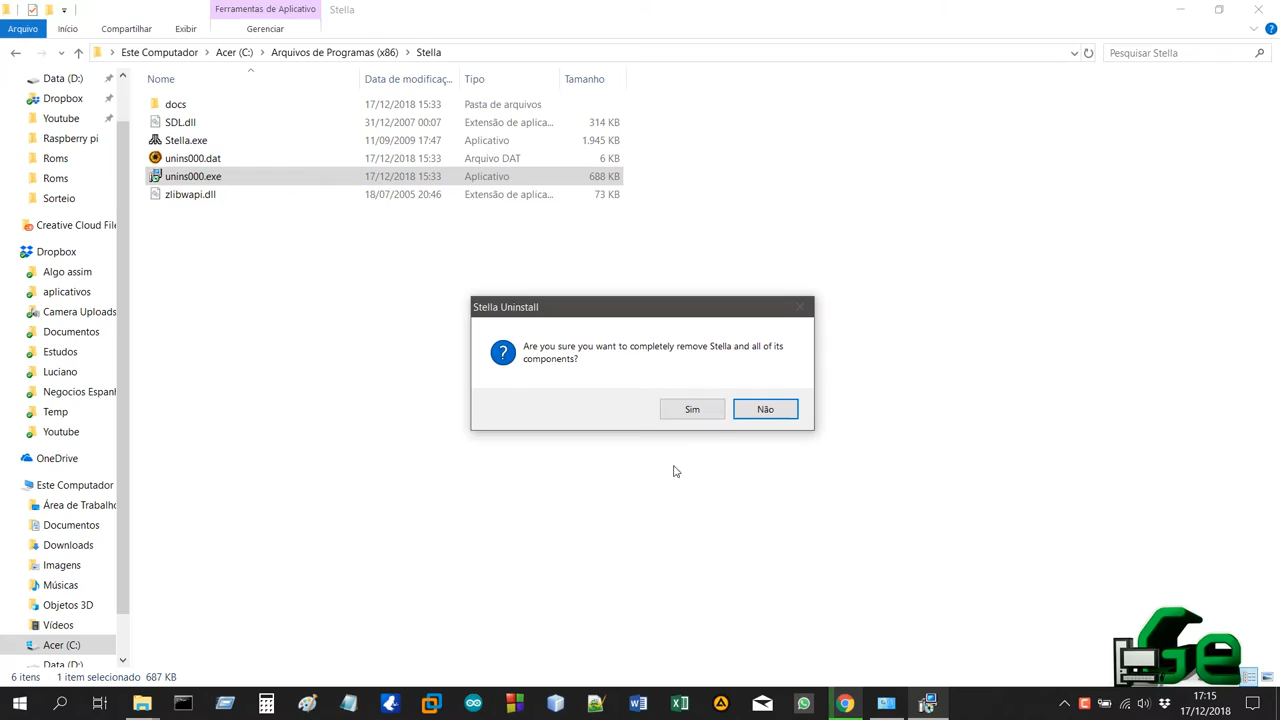 Ferramentas de Aplicativo
Stella
Arquivo
Início
Compartilhar
Exibir
Gerenciar
Este Computador > Acer (C:) > Arquivos de Programas (x86) > Stella
Pesquisar Stella
Nome
Data de modificaç...
Tipo
Tamanho
docs 17/12/2018 15:33 Pasta de arquivos
SDL.dll 31/12/2007 00:07 Extensão de aplica... 314 KB
Stella.exe 11/09/2009 17:47 Aplicativo 1.945 KB
unins000.dat 17/12/2018 15:33 Arquivo DAT 6 KB
unins000.exe 17/12/2018 15:33 Aplicativo 688 KB
zlibwapi.dll 18/07/2005 20:46 Extensão de aplica... 73 KB
Data (D:)
Dropbox
Youtube
Raspberry pi
Roms
Roms
Sorteio
Creative Cloud File
Dropbox
Algo assim
aplicativos
Camera Uploads
Documentos
Estudos
Luciano
Negocios Espanh
Temp
Youtube
OneDrive
Este Computador
Área de Trabalho
Documentos
Downloads
Imagens
Músicas
Objetos 3D
Vídeos
Acer (C:)
Data (D:)
Stella Uninstall
Are you sure you want to completely remove Stella and all of its
components?
Sim
Não
6 itens 1 item selecionado 687 KB
Ge
17:15
17/12/2018